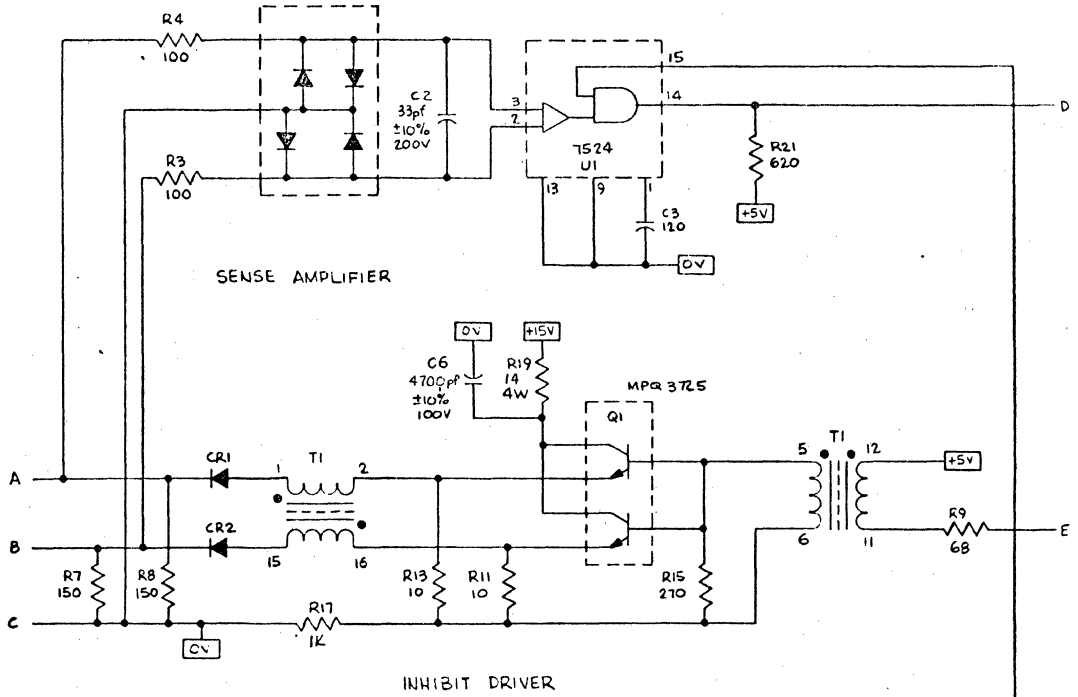 R4
100
15
14
D
3
2
C2
33pf
±10%
200V
7524
U1
R21
620
+5V
R3
100
13
9
1
C3
120
0V
SENSE AMPLIFIER
0V
+15V
C6
4700pf
±10%
100V
R19
14
4W
MPQ 3725
Q1
T1
5
12
+5V
A
CR1
1
T1
2
B
CR2
15
16
6
11
R9
68
E
R7
150
R8
150
R13
10
R11
10
R15
270
C
R17
1K
0V
INHIBIT DRIVER